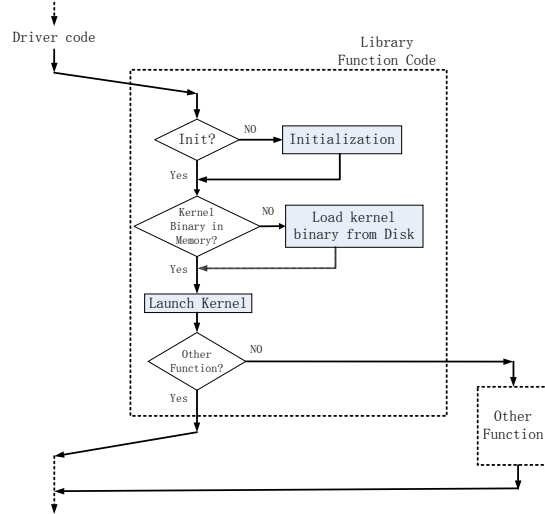 Driver code
Library
Function Code
Init?
NO
Initialization
Yes
Kernel
Binary in
Memory?
NO
Load kernel
binary from Disk
Yes
Launch Kernel
Other
Function?
NO
Yes
Other
Function